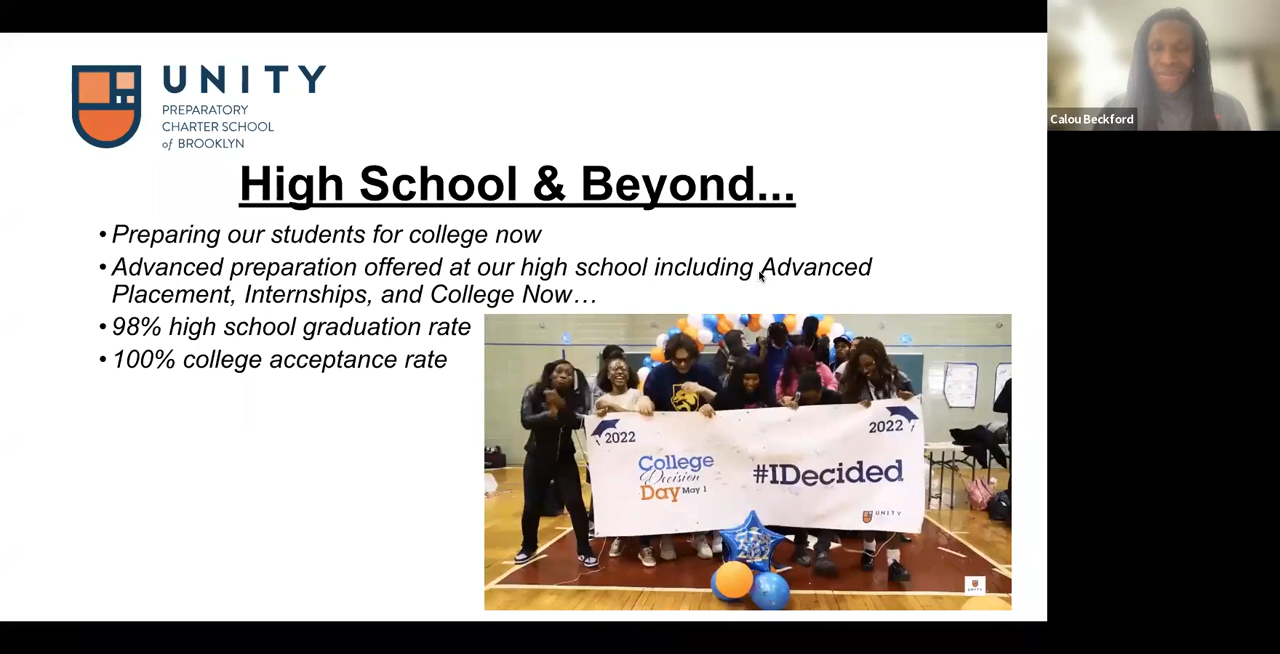 UNITY
PREPARATORY
CHARTER SCHOOL
of BROOKLYN
High School & Beyond...
• Preparing our students for college now
• Advanced preparation offered at our high school including Advanced
Placement, Internships, and College Now…
• 98% high school graduation rate
• 100% college acceptance rate
2022
2022
College
Decision
Day May 1
#IDecided
UNITY
UNITY
Calou Beckford